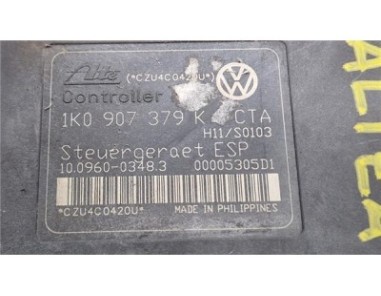 Ate (*CZU4C0420U*)
Controller
1K0 907 379 K CTA
H11/S0103
Steuergeraet ESP
10.0960-0348.3 00005305D1
*CZU4C0420U* MADE IN PHILIPPINES
ALTEA